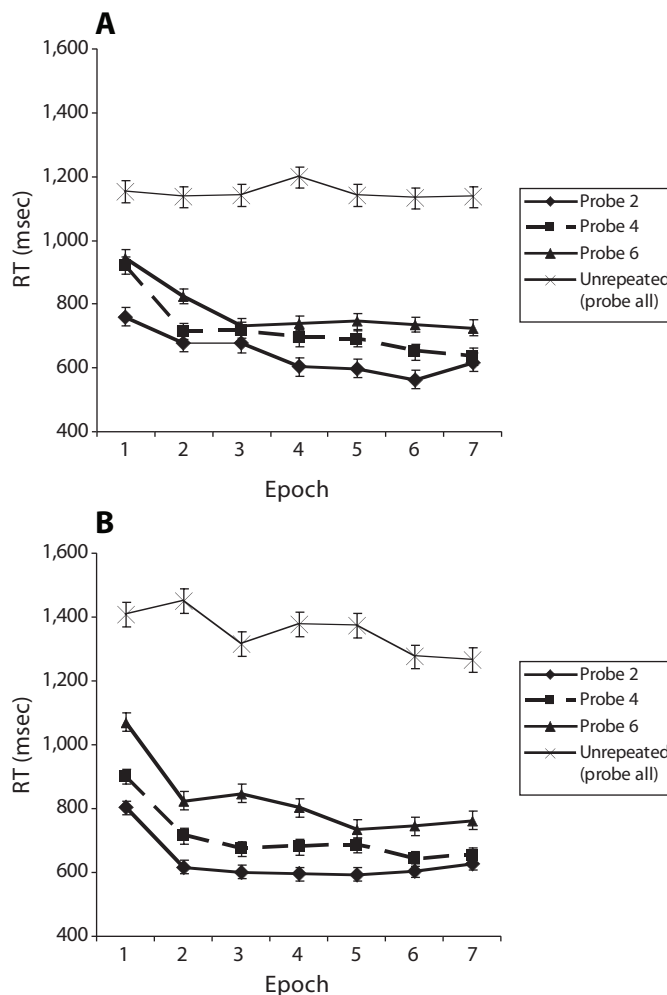 A
1,600
1,400
1,200
1,000
800
600
400
RT (msec)
1 2 3 4 5 6 7
Epoch
Probe 2
Probe 4
Probe 6
Unrepeated
(probe all)
B
1,600
1,400
1,200
1,000
800
600
400
RT (msec)
1 2 3 4 5 6 7
Epoch
Probe 2
Probe 4
Probe 6
Unrepeated
(probe all)